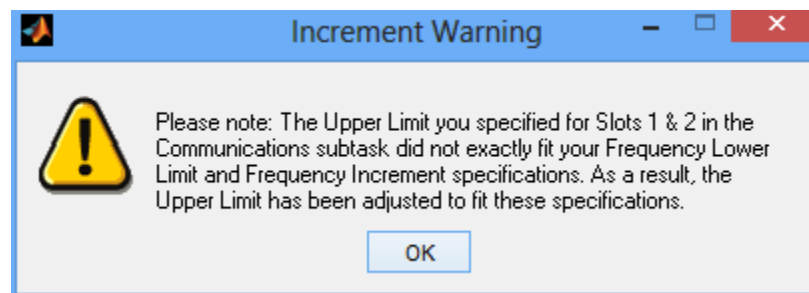 Increment Warning
Please note: The Upper Limit you specified for Slots 1 & 2 in the
Communications subtask did not exactly fit your Frequency Lower
Limit and Frequency Increment specifications. As a result, the
Upper Limit has been adjusted to fit these specifications.
OK